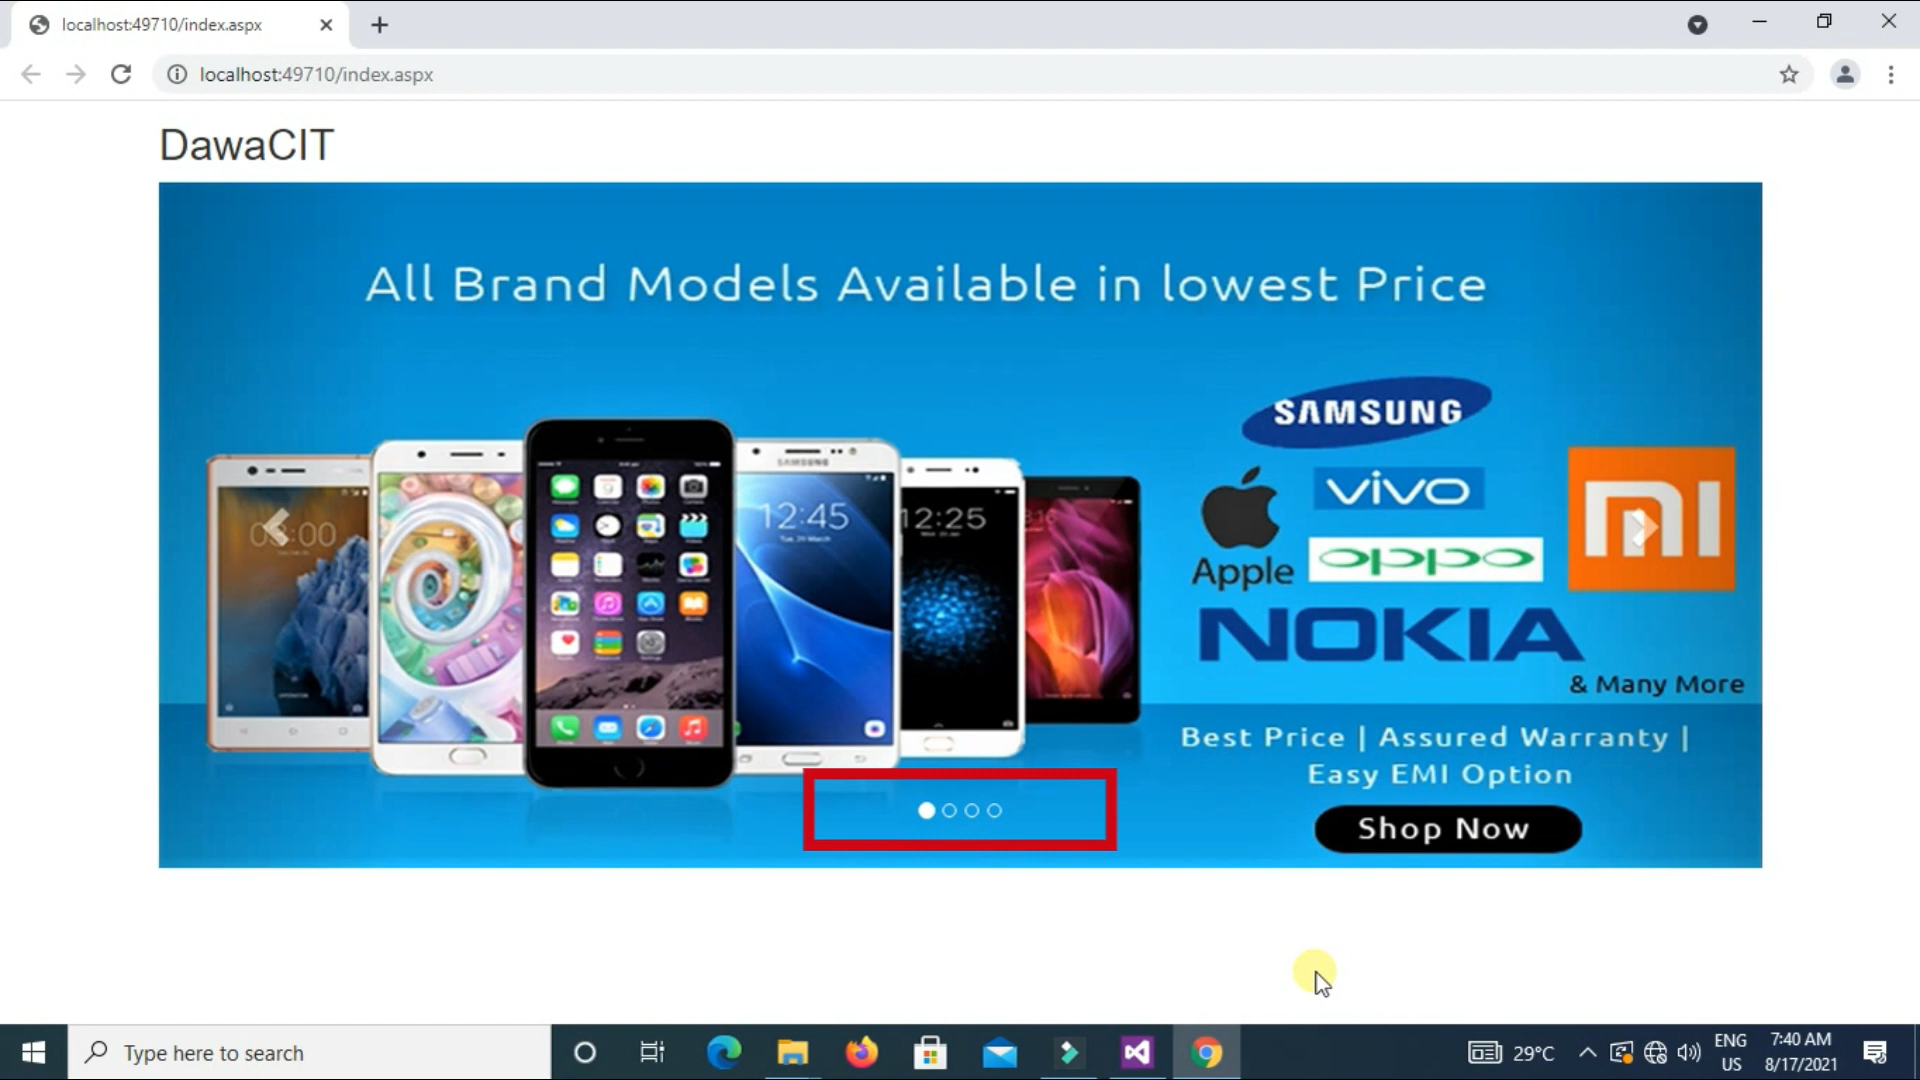 localhost:49710/index.aspx
localhost:49710/index.aspx
DawaCIT
All Brand Models Available in lowest Price
SAMSUNG
vivo
Apple
oppo
mi
NOKIA
& Many More
SAMSUNG
12:45
12:25
Best Price | Assured Warranty |
Easy EMI Option
Shop Now
Type here to search
29°C
ENG
US
7:40 AM
8/17/2021